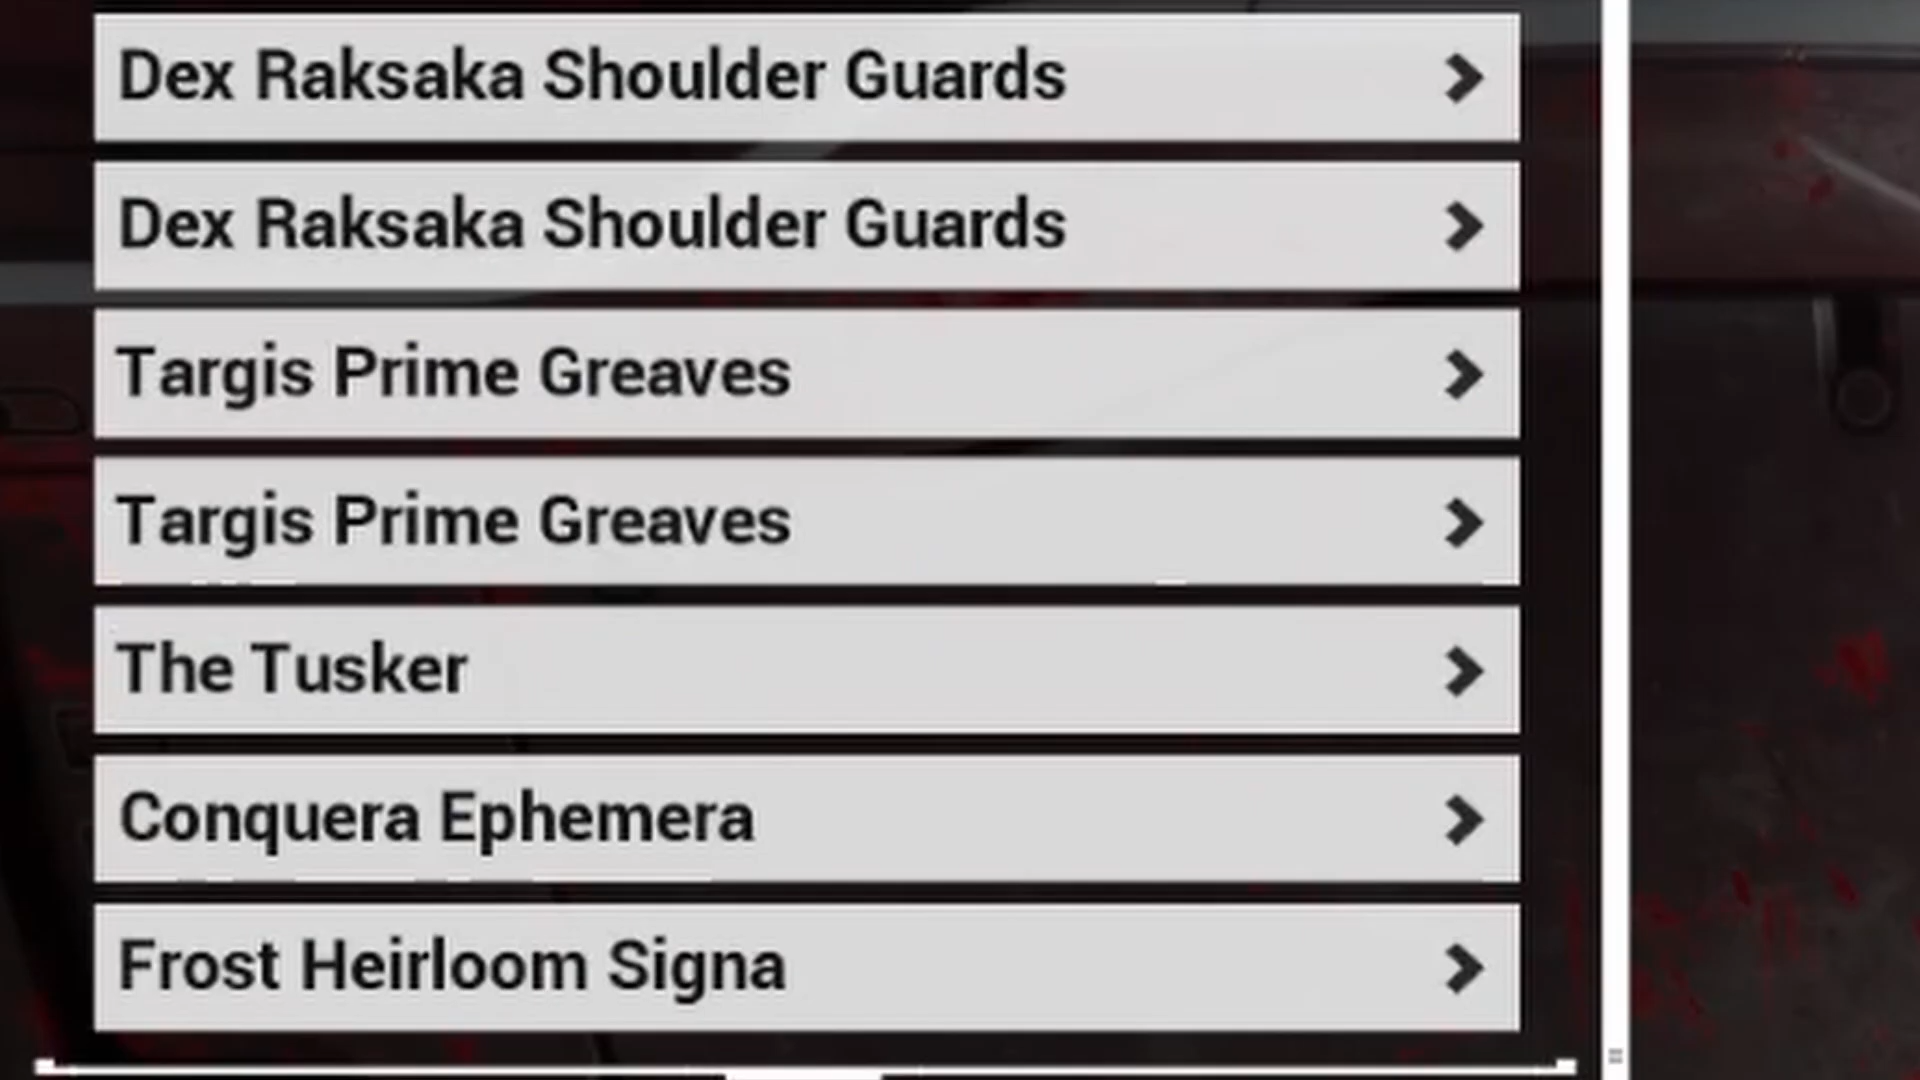 Dex Raksaka Shoulder Guards
Dex Raksaka Shoulder Guards
Targis Prime Greaves
Targis Prime Greaves
The Tusker
Conquera Ephemera
Frost Heirloom Signa